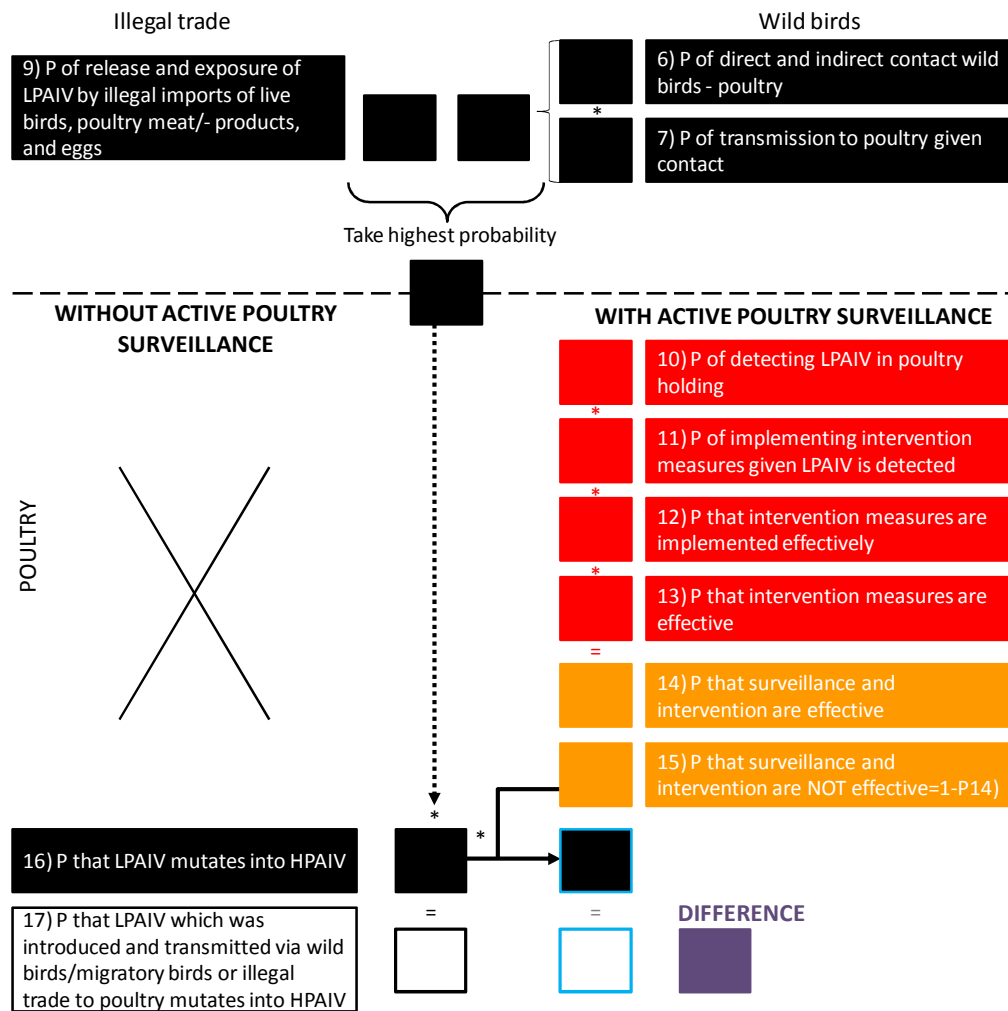 Illegal trade
Wild birds
9) P of release and exposure of
LPAIV by illegal imports of live
birds, poultry meat/- products,
and eggs
6) P of direct and indirect contact wild
birds - poultry
*
7) P of transmission to poultry given
contact
Take highest probability
WITHOUT ACTIVE POULTRY
SURVEILLANCE
WITH ACTIVE POULTRY SURVEILLANCE
10) P of detecting LPAIV in poultry
holding
*
11) P of implementing intervention
measures given LPAIV is detected
*
POULTRY
12) P that intervention measures are
implemented effectively
*
13) P that intervention measures are
effective
=
14) P that surveillance and
intervention are effective
15) P that surveillance and
intervention are NOT effective=1-P14)
*
*
16) P that LPAIV mutates into HPAIV
=
=
DIFFERENCE
17) P that LPAIV which was
introduced and transmitted via wild
birds/migratory birds or illegal
trade to poultry mutates into HPAIV